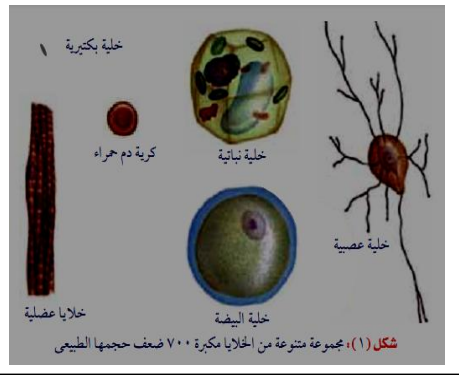 خلية بكتيرية
كرية دم حمراء
خلية نباتية
خلية عصبية
خلايا عضلية
خلية البيضة
شكل (١): مجموعة متنوعة من الخلايا مكبرة ٧٠٠ ضعف حجمها الطبيعى